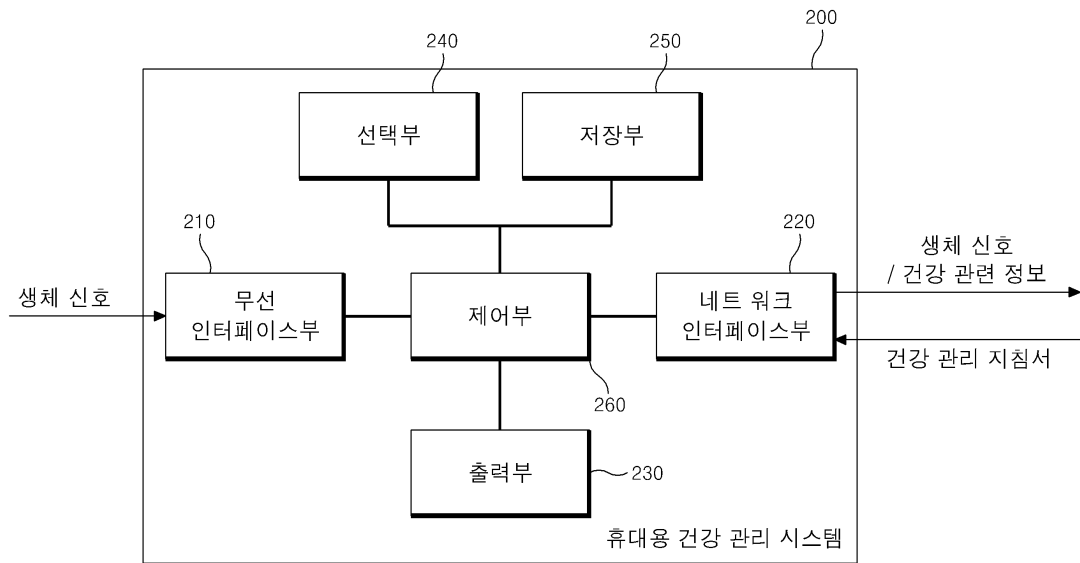 200
240
250
선택부
저장부
210
220
생체 신호
/ 건강 관련 정보
생체 신호
무선
인터페이스부
제어부
네트 워크
인터페이스부
건강 관리 지침서
260
출력부
230
휴대용 건강 관리 시스템